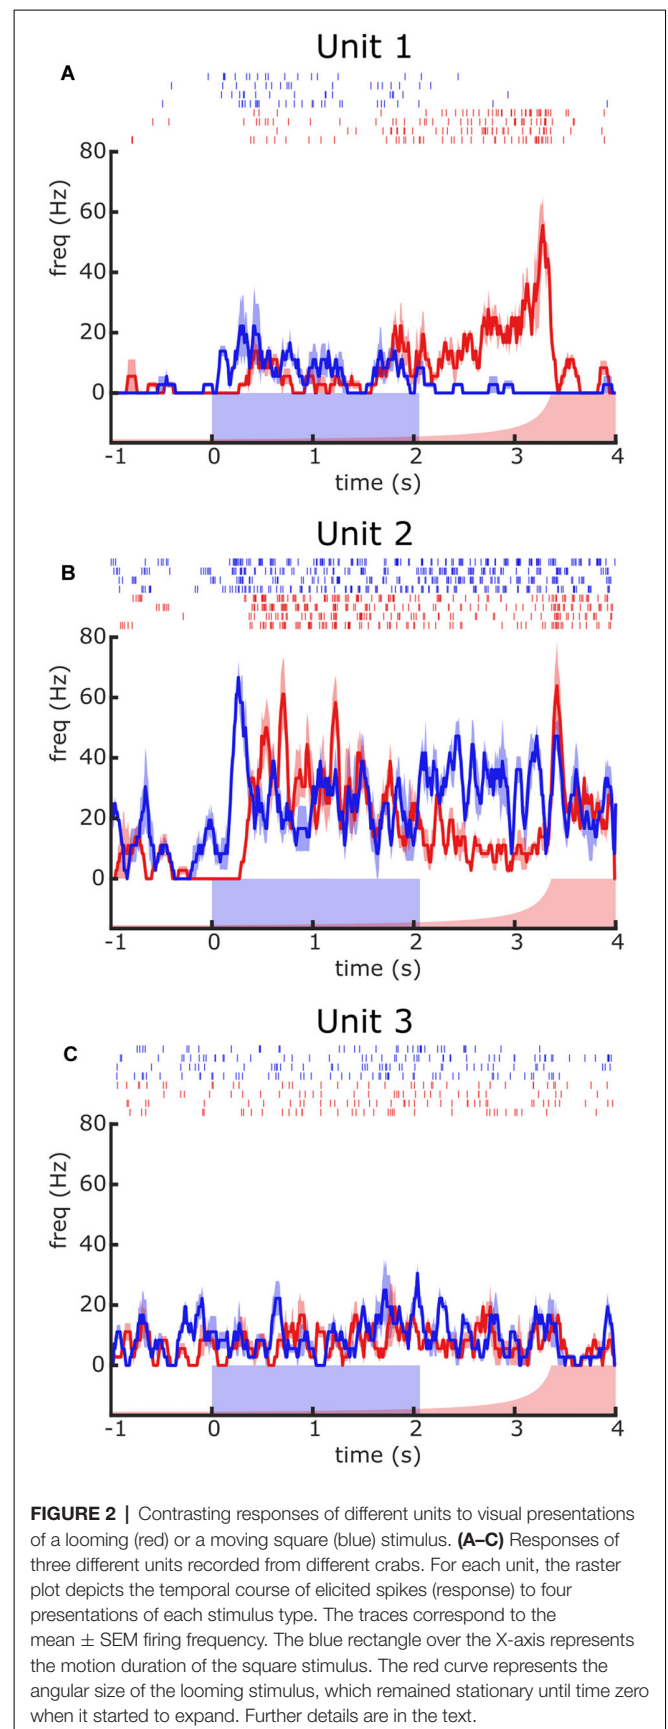 Unit 1
A
80
60
40
20
0
freq (Hz)
-1 0 1 2 3 4
time (s)
Unit 2
B
80
60
40
20
0
freq (Hz)
-1 0 1 2 3 4
time (s)
Unit 3
C
80
60
40
20
0
freq (Hz)
-1 0 1 2 3 4
time (s)
FIGURE 2 | Contrasting responses of different units to visual presentations
of a looming (red) or a moving square (blue) stimulus. (A–C) Responses of
three different units recorded from different crabs. For each unit, the raster
plot depicts the temporal course of elicited spikes (response) to four
presentations of each stimulus type. The traces correspond to the
mean ± SEM firing frequency. The blue rectangle over the X-axis represents
the motion duration of the square stimulus. The red curve represents the
angular size of the looming stimulus, which remained stationary until time zero
when it started to expand. Further details are in the text.